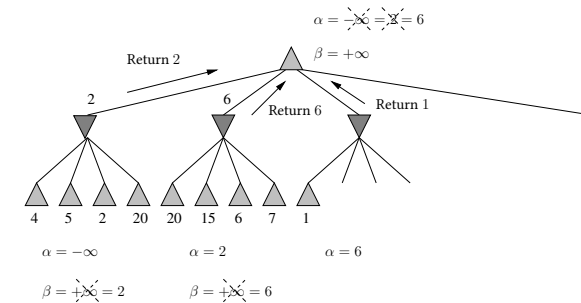 α = −∞ = 2 = 6
β = +∞
Return 2
2
6
Return 6
Return 1
4 5 2 20 20 15 6 7 1
α = −∞ α = 2 α = 6
β = +∞ = 2 β = +∞ = 6